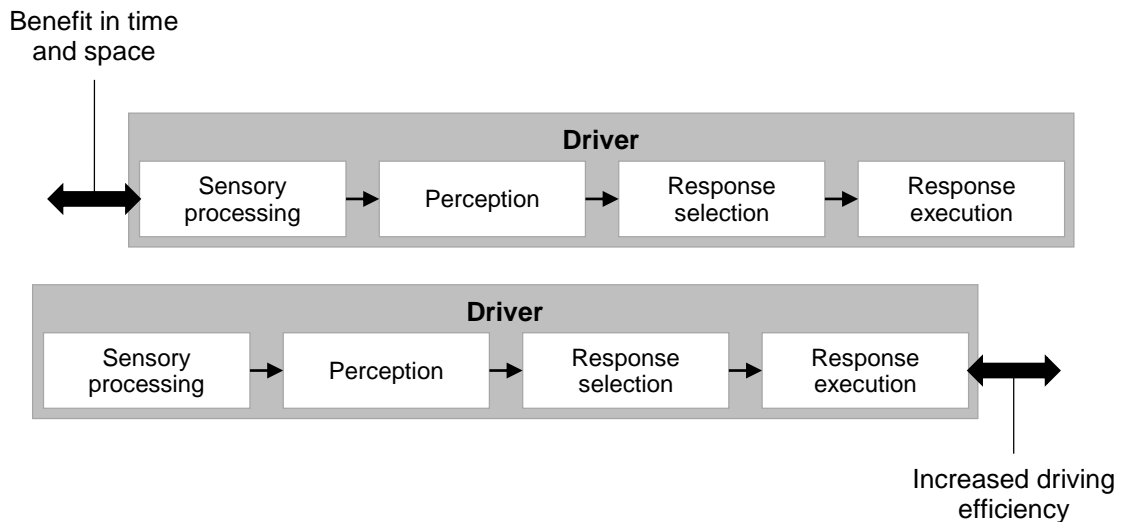 Benefit in time
and space
Driver
Sensory
processing
Perception
Response
selection
Response
execution
Driver
Sensory
processing
Perception
Response
selection
Response
execution
Increased driving
efficiency